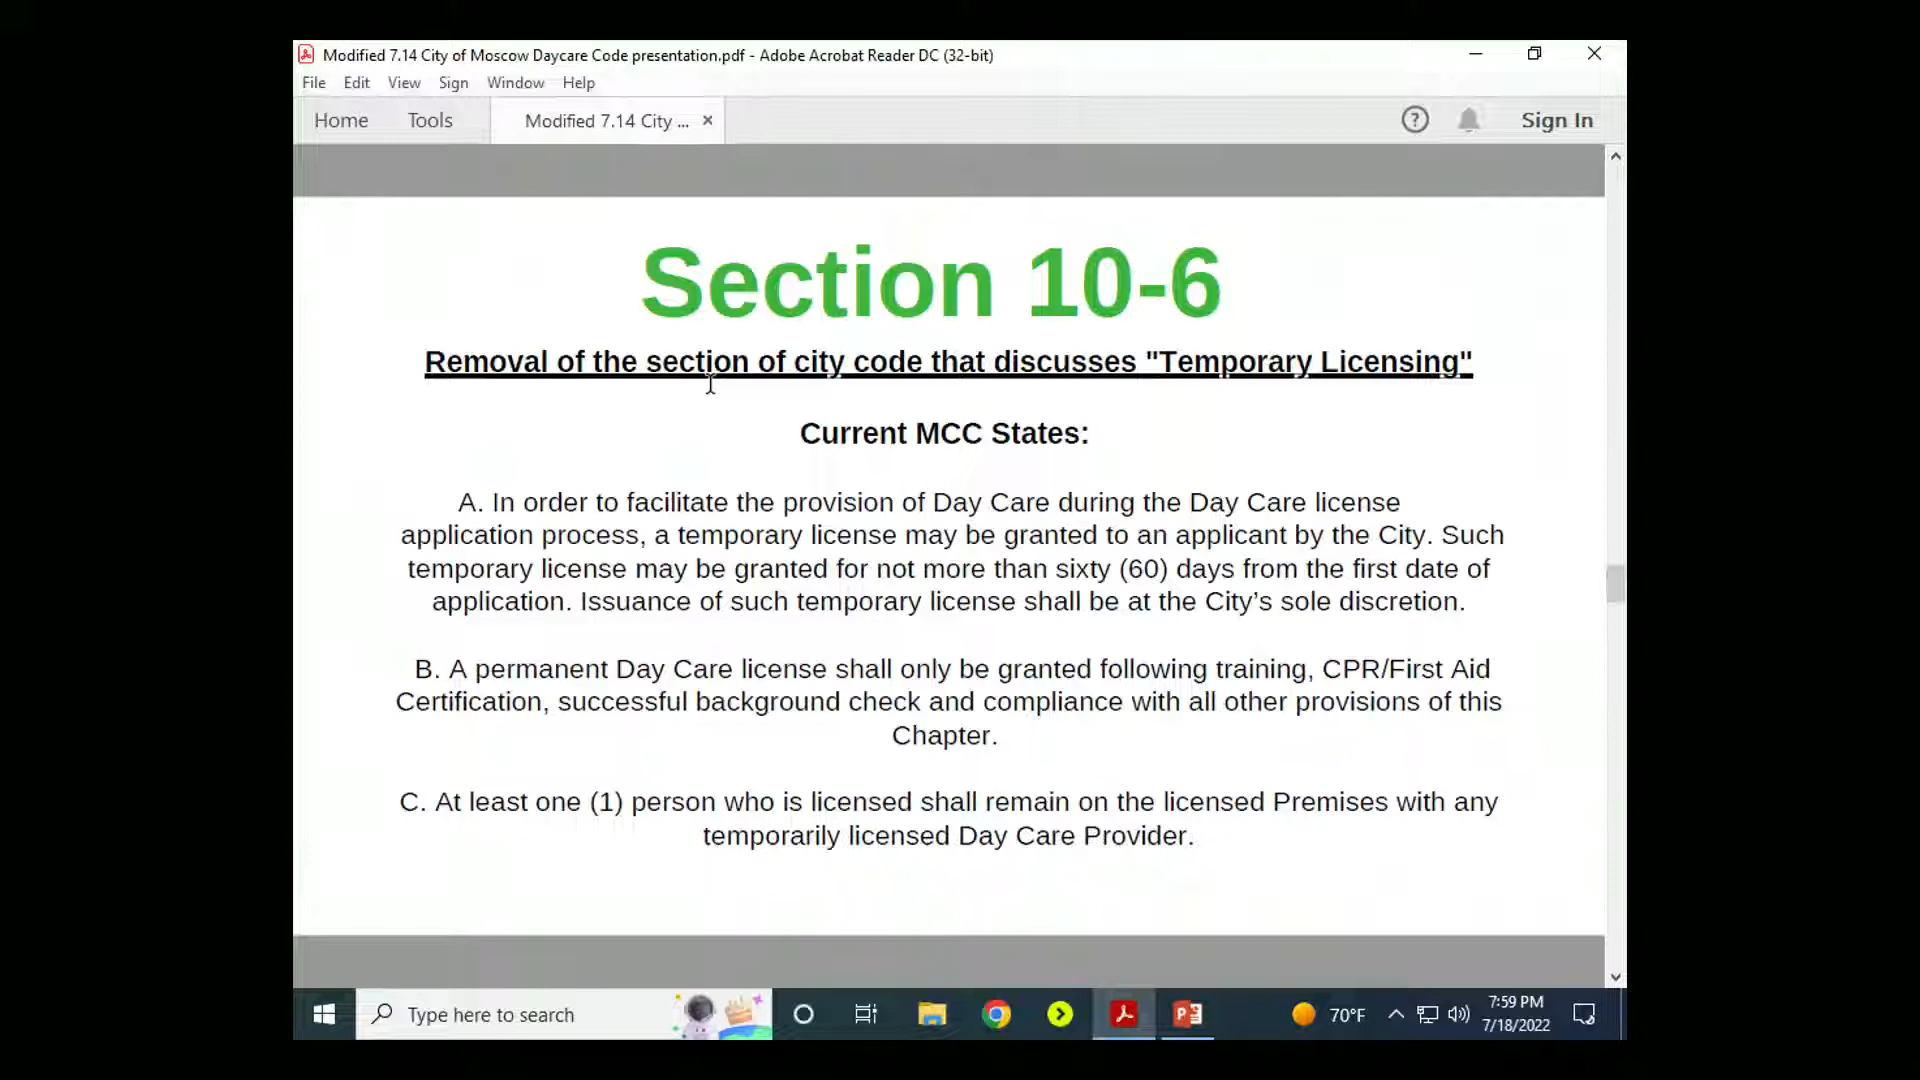 Modified 7.14 City of Moscow Daycare Code presentation.pdf - Adobe Acrobat Reader DC (32-bit)
File Edit View Sign Window Help
Home Tools Modified 7.14 City ... × Sign In
Section 10-6
Removal of the section of city code that discusses "Temporary Licensing"
Current MCC States:
A. In order to facilitate the provision of Day Care during the Day Care license
application process, a temporary license may be granted to an applicant by the City. Such
temporary license may be granted for not more than sixty (60) days from the first date of
application. Issuance of such temporary license shall be at the City’s sole discretion.
B. A permanent Day Care license shall only be granted following training, CPR/First Aid
Certification, successful background check and compliance with all other provisions of this
Chapter.
C. At least one (1) person who is licensed shall remain on the licensed Premises with any
temporarily licensed Day Care Provider.
Type here to search
70°F
7:59 PM
7/18/2022